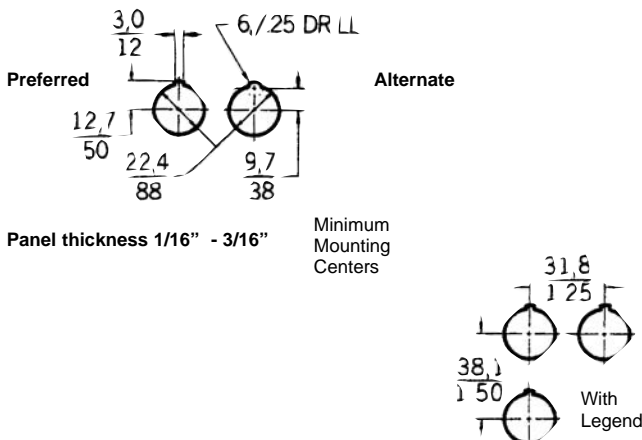 3,0
12
6,/.25 DR LL
Preferred
Alternate
12,7
50
22,4
88
9,7
38
Panel thickness 1/16” - 3/16”
Minimum
Mounting
Centers
31,8
1 25
38,1
1 50
With
Legend